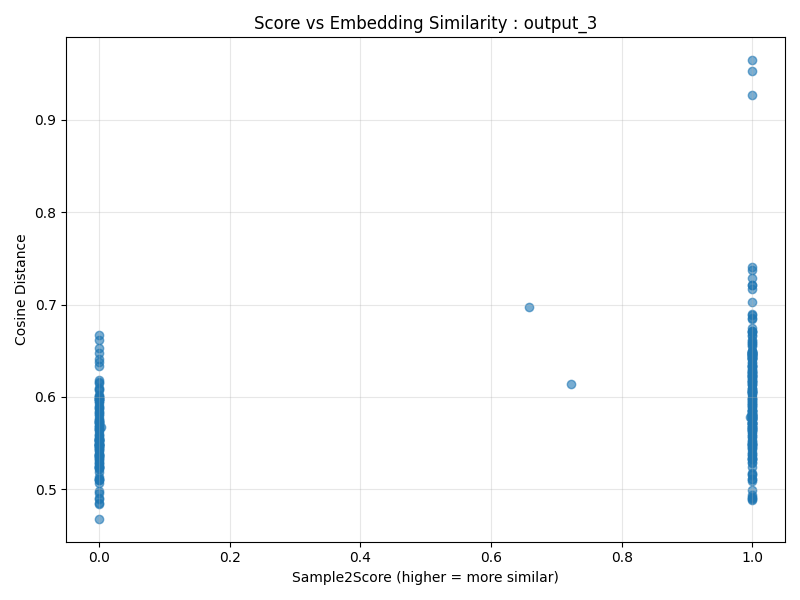 Score vs Embedding Similarity : output_3
0.9
0.8
0.7
0.6
0.5
Cosine Distance
0.0 0.2 0.4 0.6 0.8 1.0
Sample2Score (higher = more similar)